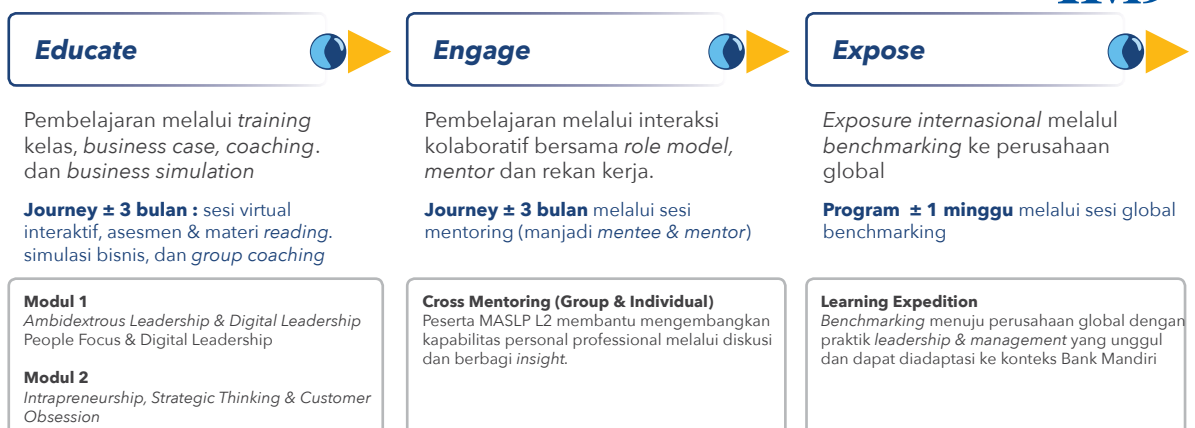 Educate
Pembelajaran melalui training
kelas, business case, coaching.
dan business simulation
Journey ± 3 bulan : sesi virtual
interaktif, asesmen & materi reading.
simulasi bisnis, dan group coaching
Modul 1
Ambidextrous Leadership & Digital Leadership
People Focus & Digital Leadership
Modul 2
Intrapreneurship, Strategic Thinking & Customer
Obsession
Engage
Pembelajaran melalui interaksi
kolaboratif bersama role model,
mentor dan rekan kerja.
Journey ± 3 bulan melalui sesi
mentoring (manjadi mentee & mentor)
Cross Mentoring (Group & Individual)
Peserta MASLP L2 membantu mengembangkan
kapabilitas personal professional melalui diskusi
dan berbagi insight.
Expose
Exposure internasional melalul
benchmarking ke perusahaan
global
Program ± 1 minggu melalui sesi global
benchmarking
Learning Expedition
Benchmarking menuju perusahaan global dengan
praktik leadership & management yang unggul
dan dapat diadaptasi ke konteks Bank Mandiri